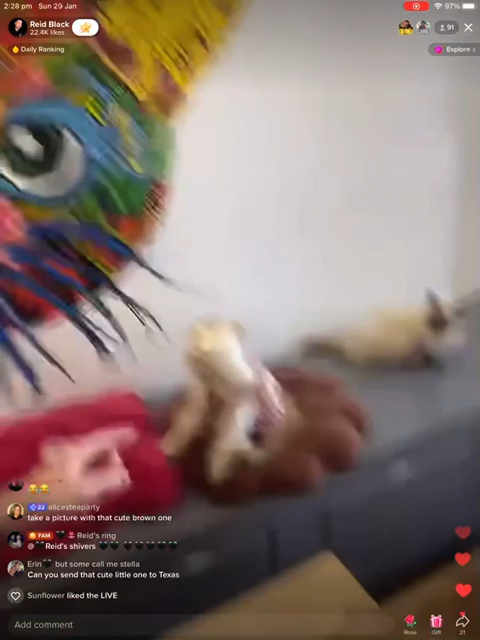 2:28 pm Sun 29 Jan
97%
Reid Black
22.4K likes
91
Daily Ranking
Explore >
22 alicesteaparty
take a picture with that cute brown one
FAM Reid's ring
Reid's shivers
Erin🖤 but some call me stella
Can you send that cute little one to Texas
Sunflower liked the LIVE
Add comment
Rose
Gift
21